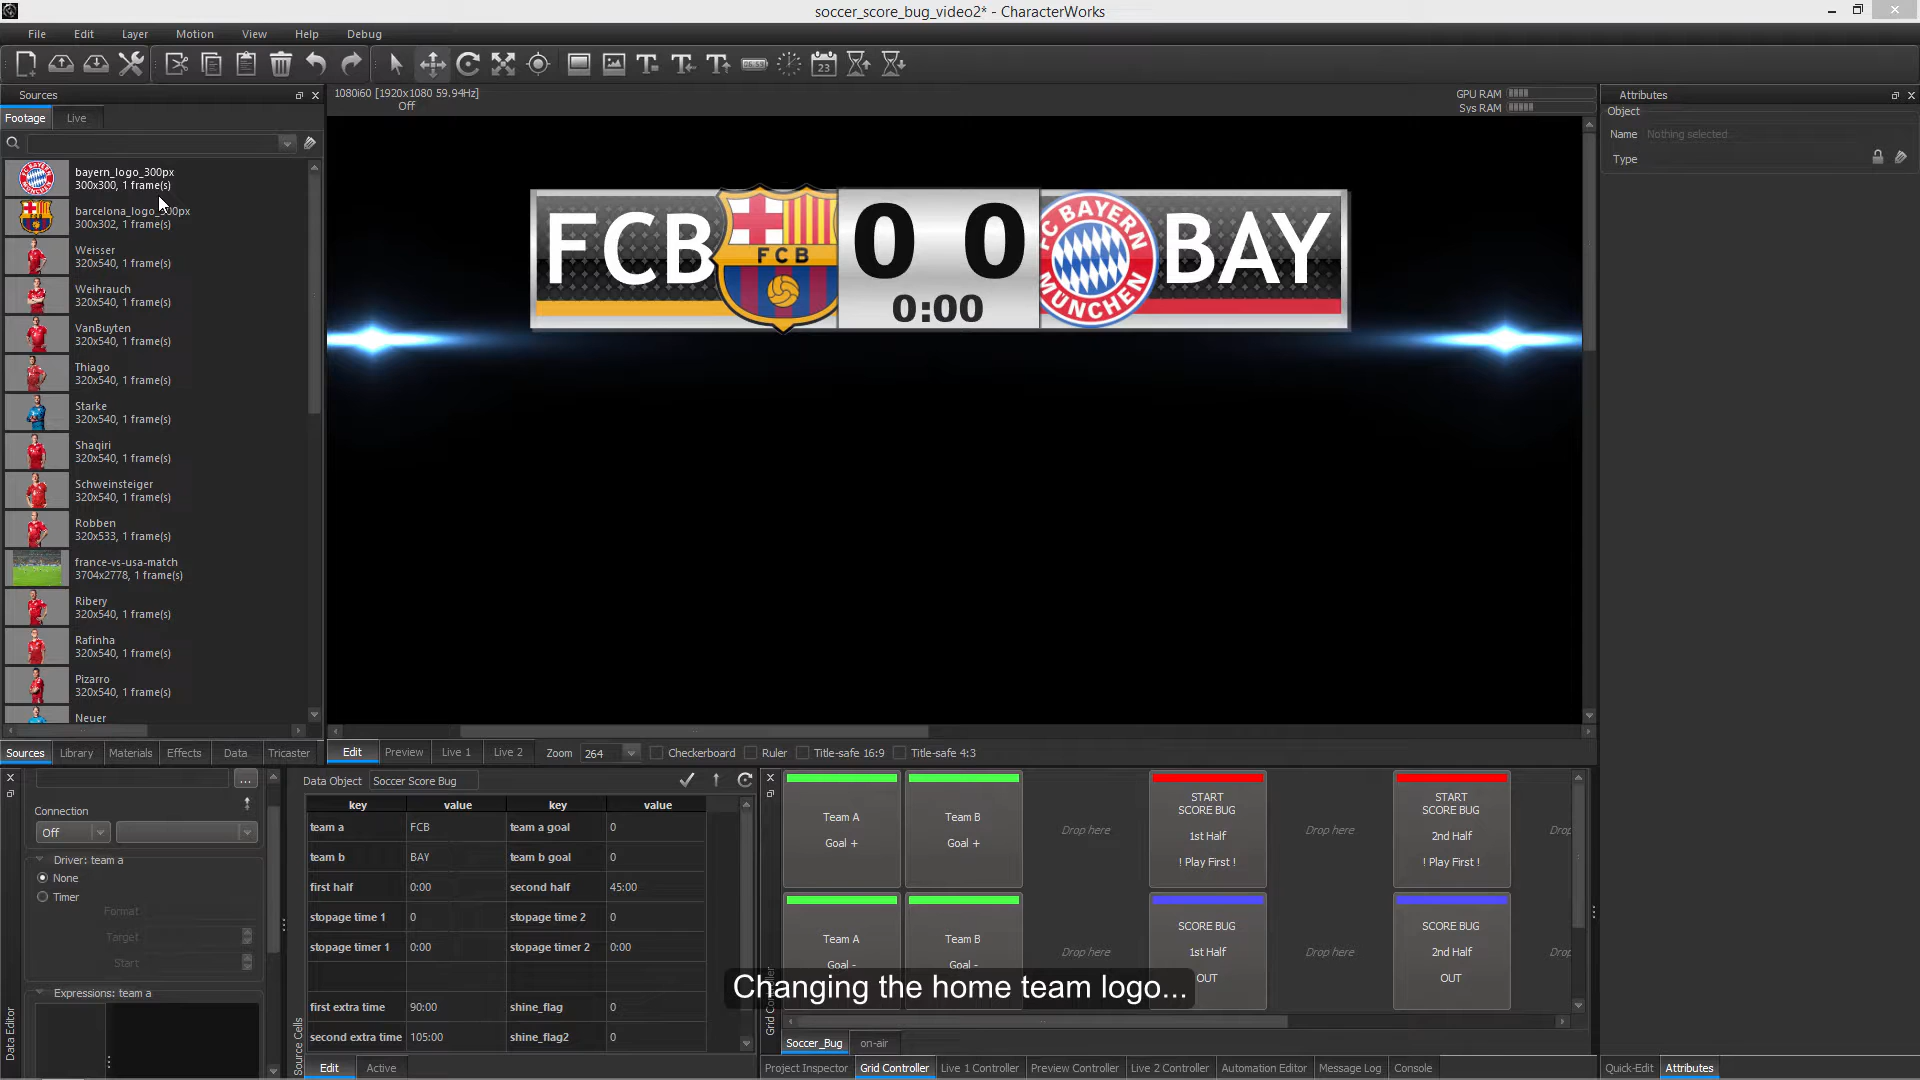 soccer_score_bug_video2* - CharacterWorks
File Edit Layer Motion View Help Debug
Sources
Footage Live
bayern_logo_300px
300x300, 1 frame(s)
300x302, 1 frame(s)
Weisser
320x540, 1 frame(s)
Weihrauch
320x540, 1 frame(s)
VanBuyten
320x540, 1 frame(s)
Thiago
320x540, 1 frame(s)
Starke
320x540, 1 frame(s)
Shaqiri
320x540, 1 frame(s)
Schweinsteiger
320x540, 1 frame(s)
Robben
320x533, 1 frame(s)
france-vs-usa-match
3704x2778, 1 frame(s)
Ribery
320x540, 1 frame(s)
Rafinha
320x540, 1 frame(s)
Pizarro
320x540, 1 frame(s)
Neuer
Sources Library Materials Effects Data Tricaster
23
1080i60 [1920x1080 59.94Hz]
Off
GPU RAM
Sys RAM
FCB
FCB
0 0
0:00
FC BAYERN
MÜNCHEN
BAY
Edit Preview Live 1 Live 2 Zoom 264 Checkerboard Ruler Title-safe 16:9 Title-safe 4:3
Attributes
Object
Name Nothing selected...
Type
...
Connection
Off
Driver: team a
None
Timer
Format
Target
Start
Expressions: team a
Data Editor
Source Cells
Data Object Soccer Score Bug
key value key value
team a FCB team a goal 0
team b BAY team b goal 0
first half 0:00 second half 45:00
stopage time 1 0 stopage time 2 0
stopage timer 1 0:00 stopage timer 2 0:00
first extra time 90:00 shine_flag 0
second extra time 105:00 shine_flag2 0
Edit Active
Team A
Goal +
Team B
Goal +
Drop here
START
SCORE BUG
1st Half
! Play First !
Drop here
START
SCORE BUG
2nd Half
! Play First !
Team A
Goal -
Team B
Goal -
Drop here
SCORE BUG
1st Half
OUT
Drop here
SCORE BUG
2nd Half
OUT
Changing the home team logo...
Soccer_Bug on-air
Project Inspector Grid Controller Live 1 Controller Preview Controller Live 2 Controller Automation Editor Message Log Console
Quick-Edit Attributes